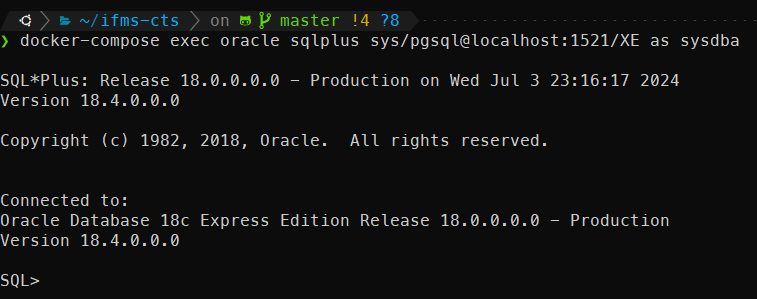 ~/ifms-cts on master !4 ?8
❯ docker-compose exec oracle sqlplus sys/pgsql@localhost:1521/XE as sysdba
SQL*Plus: Release 18.0.0.0.0 - Production on Wed Jul 3 23:16:17 2024
Version 18.4.0.0.0
Copyright (c) 1982, 2018, Oracle.  All rights reserved.
Connected to:
Oracle Database 18c Express Edition Release 18.0.0.0.0 - Production
Version 18.4.0.0.0
SQL>